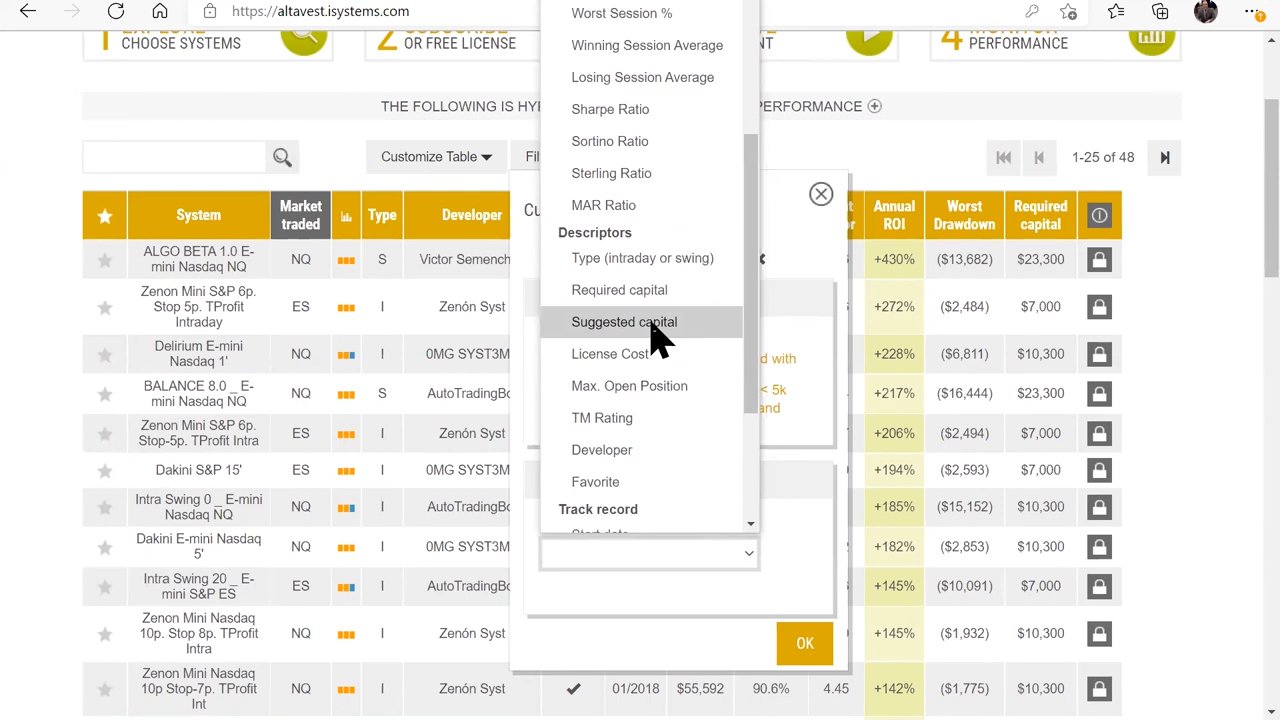 https://altavest.isystems.com
CHOOSE SYSTEMS
OR FREE LICENSE
PERFORMANCE
THE FOLLOWING IS HYP
PERFORMANCE
Customize Table
Fil
1-25 of 48
Worst Session %
Winning Session Average
Losing Session Average
Sharpe Ratio
Sortino Ratio
Sterling Ratio
MAR Ratio
Descriptors
Type (intraday or swing)
Required capital
Suggested capital
License Cost
Max. Open Position
TM Rating
Developer
Favorite
Track record
Start date
Cu
d with
< 5k
and
OK
System
Market
traded
Type
Developer
Annual
ROI
Worst
Drawdown
Required
capital
ALGO BETA 1.0 E-
mini Nasdaq NQ
NQ
S
Victor Semench
+430%
($13,682)
$23,300
Zenon Mini S&P 6p.
Stop 5p. TProfit
Intraday
ES
I
Zenón Syst
+272%
($2,484)
$7,000
Delirium E-mini
Nasdaq 1'
NQ
I
0MG SYST3M
+228%
($6,811)
$10,300
BALANCE 8.0 _ E-
mini Nasdaq NQ
NQ
S
AutoTradingBo
+217%
($16,444)
$23,300
Zenon Mini S&P 6p.
Stop-5p. TProfit Intra
ES
I
Zenón Syst
+206%
($2,494)
$7,000
Dakini S&P 15'
ES
I
0MG SYST3M
+194%
($2,593)
$7,000
Intra Swing 0 _ E-mini
Nasdaq NQ
NQ
I
AutoTradingBo
+185%
($15,152)
$10,300
Dakini E-mini Nasdaq
5'
NQ
I
0MG SYST3M
+182%
($2,853)
$10,300
Intra Swing 20 _ E-
mini S&P ES
ES
I
AutoTradingBo
+145%
($10,091)
$7,000
Zenon Mini Nasdaq
10p. Stop 8p. TProfit
Intra
NQ
I
Zenón Syst
+145%
($1,932)
$10,300
Zenon Mini Nasdaq
10p Stop-7p. TProfit
Int
NQ
I
Zenón Syst
01/2018
$55,592
90.6%
4.45
+142%
($1,775)
$10,300